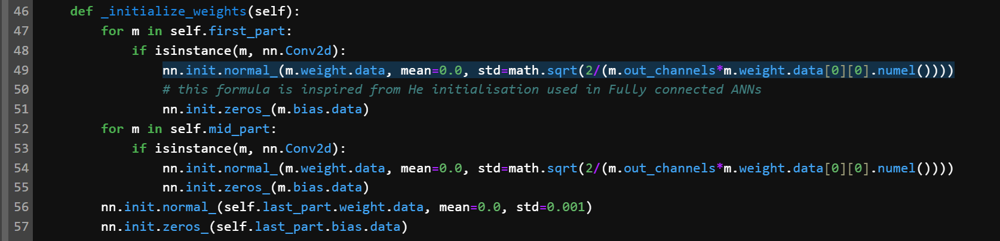 46     def _initialize_weights(self):
47         for m in self.first_part:
48             if isinstance(m, nn.Conv2d):
49                 nn.init.normal_(m.weight.data, mean=0.0, std=math.sqrt(2/(m.out_channels*m.weight.data[0][0].numel())))
50                 # this formula is inspired from He initialisation used in Fully connected ANNs
51                 nn.init.zeros_(m.bias.data)
52         for m in self.mid_part:
53             if isinstance(m, nn.Conv2d):
54                 nn.init.normal_(m.weight.data, mean=0.0, std=math.sqrt(2/(m.out_channels*m.weight.data[0][0].numel())))
55                 nn.init.zeros_(m.bias.data)
56         nn.init.normal_(self.last_part.weight.data, mean=0.0, std=0.001)
57         nn.init.zeros_(self.last_part.bias.data)